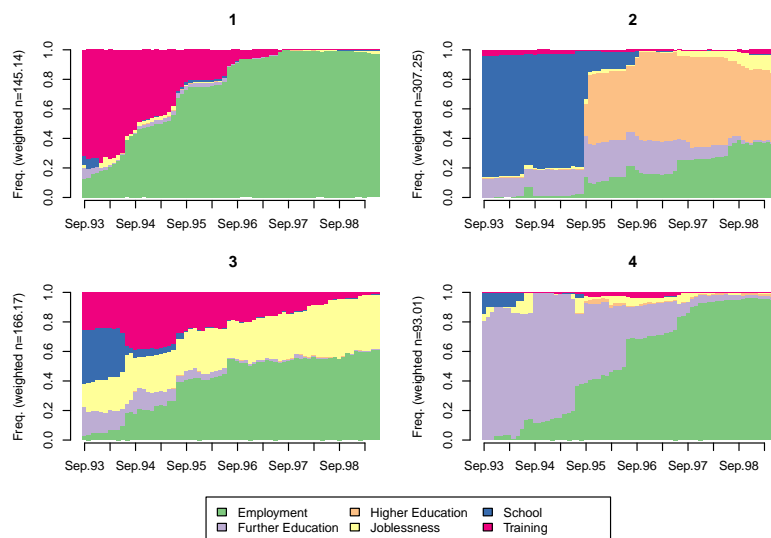 1
Freq. (weighted n=145.14)
0.0 0.2 0.4 0.6 0.8 1.0
Sep.93 Sep.94 Sep.95 Sep.96 Sep.97 Sep.98
2
Freq. (weighted n=307.25)
0.0 0.2 0.4 0.6 0.8 1.0
Sep.93 Sep.94 Sep.95 Sep.96 Sep.97 Sep.98
3
Freq. (weighted n=166.17)
0.0 0.2 0.4 0.6 0.8 1.0
Sep.93 Sep.94 Sep.95 Sep.96 Sep.97 Sep.98
4
Freq. (weighted n=93.01)
0.0 0.2 0.4 0.6 0.8 1.0
Sep.93 Sep.94 Sep.95 Sep.96 Sep.97 Sep.98
Employment Higher Education School
Further Education Joblessness Training